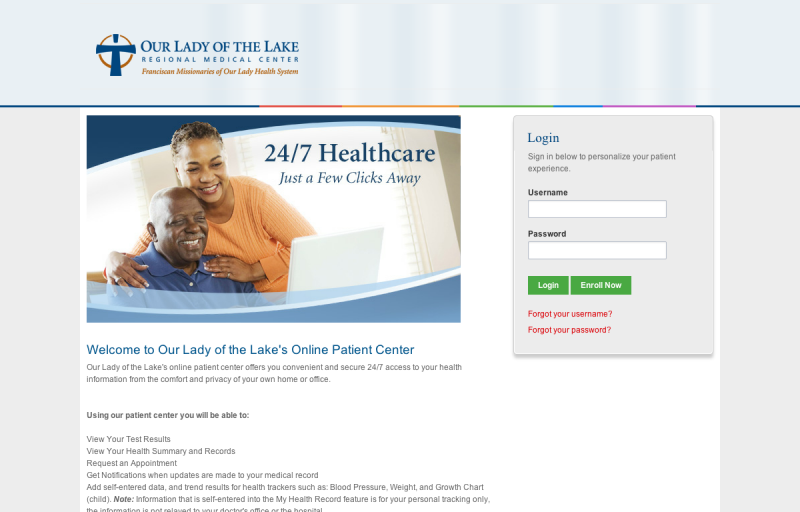 OUR LADY OF THE LAKE
REGIONAL MEDICAL CENTER
Franciscan Missionaries of Our Lady Health System
24/7 Healthcare
Just a Few Clicks Away
Login
Sign in below to personalize your patient
experience.
Username
Password
Login
Enroll Now
Forgot your username?
Forgot your password?
Welcome to Our Lady of the Lake's Online Patient Center
Our Lady of the Lake's online patient center offers you convenient and secure 24/7 access to your health
information from the comfort and privacy of your own home or office.
Using our patient center you will be able to:
View Your Test Results
View Your Health Summary and Records
Request an Appointment
Get Notifications when updates are made to your medical record
Add self-entered data, and trend results for health trackers such as: Blood Pressure, Weight, and Growth Chart
(child). Note: Information that is self-entered into the My Health Record feature is for your personal tracking only,
the information is not relayed to your doctor's office or the hospital